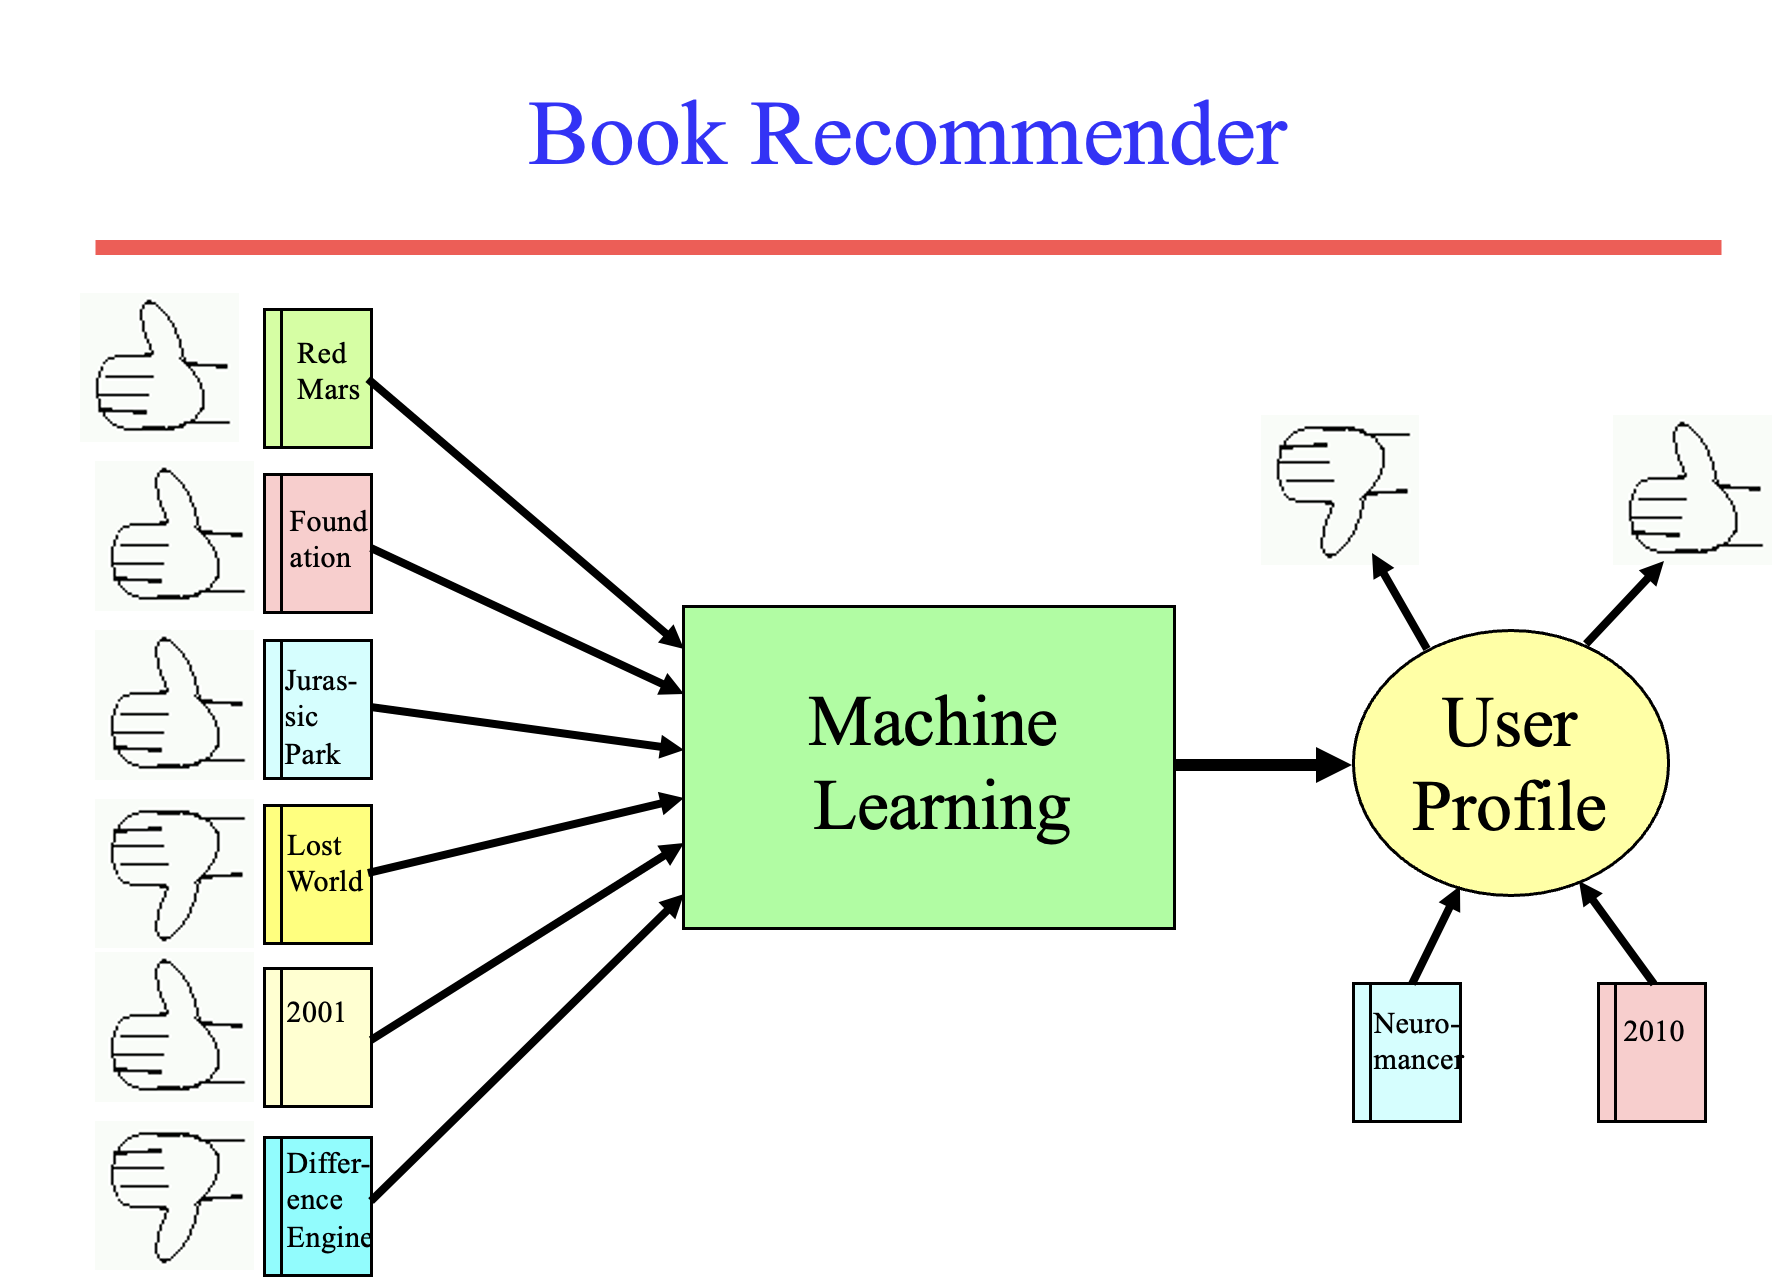 Book Recommender
Red
Mars
Found
ation
Juras-
sic
Park
Lost
World
2001
Differ-
ence
Engine
Machine
Learning
User
Profile
Neuro-
mancer
2010